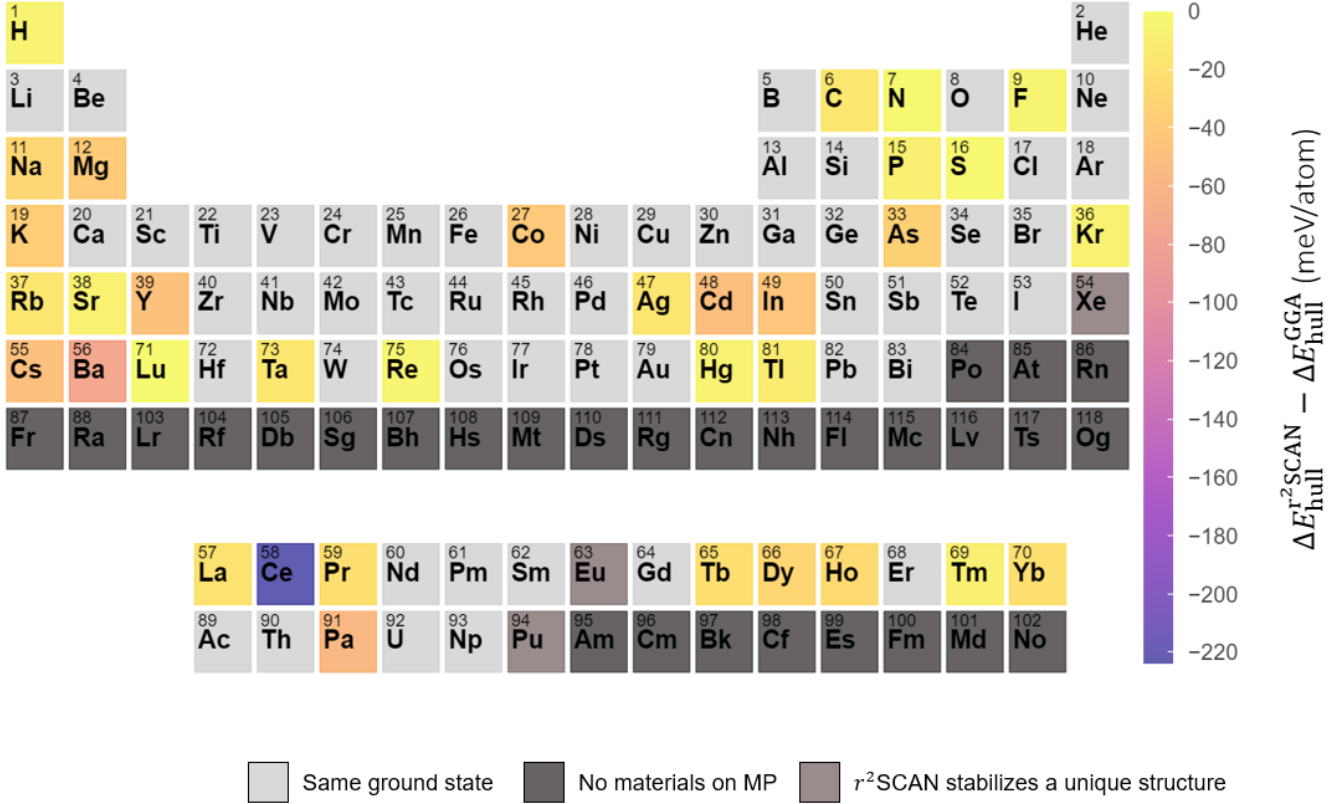 1 2
H He
3 4 5 6 7 8 9 10
Li Be B C N O F Ne
11 12 13 14 15 16 17 18
Na Mg Al Si P S Cl Ar
19 20 21 22 23 24 25 26 27 28 29 30 31 32 33 34 35 36
K Ca Sc Ti V Cr Mn Fe Co Ni Cu Zn Ga Ge As Se Br Kr
37 38 39 40 41 42 43 44 45 46 47 48 49 50 51 52 53 54
Rb Sr Y Zr Nb Mo Tc Ru Rh Pd Ag Cd In Sn Sb Te I Xe
55 56 71 72 73 74 75 76 77 78 79 80 81 82 83 84 85 86
Cs Ba Lu Hf Ta W Re Os Ir Pt Au Hg Tl Pb Bi Po At Rn
87 88 103 104 105 106 107 108 109 110 111 112 113 114 115 116 117 118
Fr Ra Lr Rf Db Sg Bh Hs Mt Ds Rg Cn Nh Fl Mc Lv Ts Og
57 58 59 60 61 62 63 64 65 66 67 68 69 70
La Ce Pr Nd Pm Sm Eu Gd Tb Dy Ho Er Tm Yb
89 90 91 92 93 94 95 96 97 98 99 100 101 102
Ac Th Pa U Np Pu Am Cm Bk Cf Es Fm Md No
0
−20
−40
−60
−80
−100
−120
−140
−160
−180
−200
−220
ΔE_hull^r²SCAN − ΔE_hull^GGA (meV/atom)
Same ground state
No materials on MP
r²SCAN stabilizes a unique structure